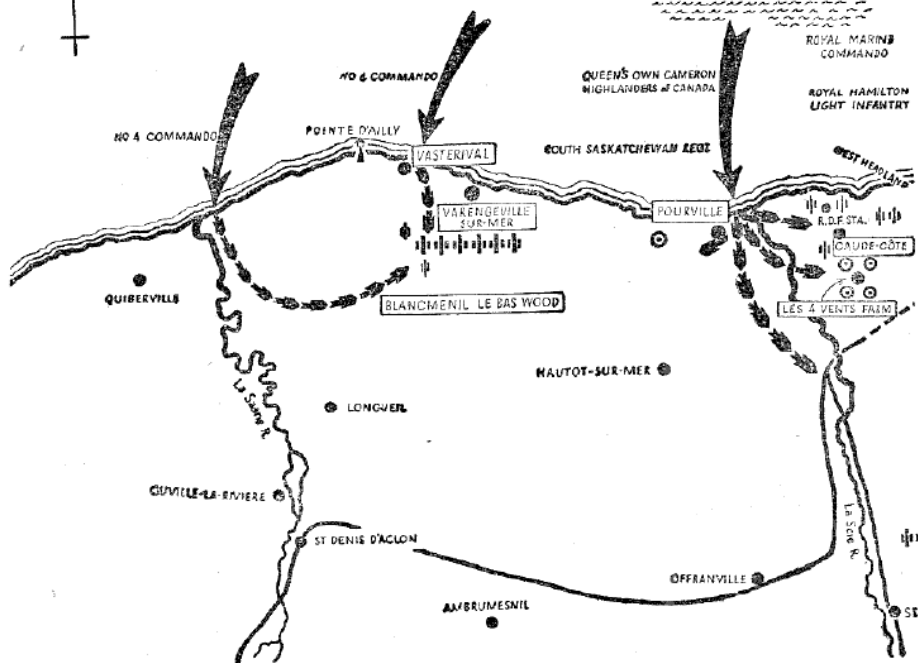 ROYAL MARINE
COMMANDO
NO 6 COMMANDO
QUEEN'S OWN CAMERON
HIGHLANDERS of CANADA
ROYAL HAMILTON
LIGHT INFANTRY
NO 4 COMMANDO
POINTE D'AILLY
VASTERIVAL
SOUTH SASKATCHEWAN REGT
WEST HEADLAND
VARENGEVILLE
SUR-MER
POURVILLE
R.D.F. STA.
CAUDE-CÔTE
QUIBERVILLE
BLANCMENIL LE BAS WOOD
LES 4 VENTS FARM
HAUTOT-SUR-MER
La Saane R.
LONGUEIL
OUVILLE-LA-RIVIERE
La Scie R.
ST DENIS D'ACLON
OFFRANVILLE
AMBRUMESNIL